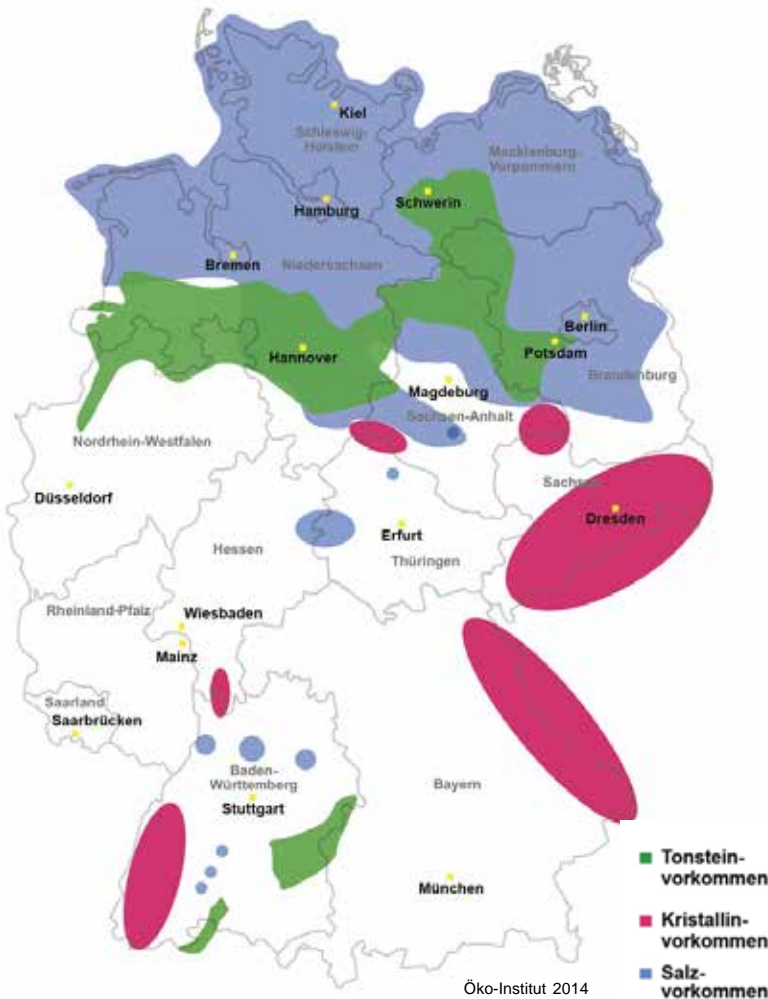 Kiel
Schleswig-
Holstein
Mecklenburg-
Vorpommern
Schwerin
Hamburg
Bremen
Niedersachsen
Berlin
Potsdam
Hannover
Brandenburg
Magdeburg
Sachsen-Anhalt
Nordrhein-Westfalen
Düsseldorf
Sachsen
Dresden
Erfurt
Hessen
Thüringen
Rheinland-Pfalz
Wiesbaden
Mainz
Saarland
Saarbrücken
Baden-
Württemberg
Stuttgart
Bayern
München
Tonstein-
vorkommen
Kristallin-
vorkommen
Salz-
vorkommen
Öko-Institut 2014